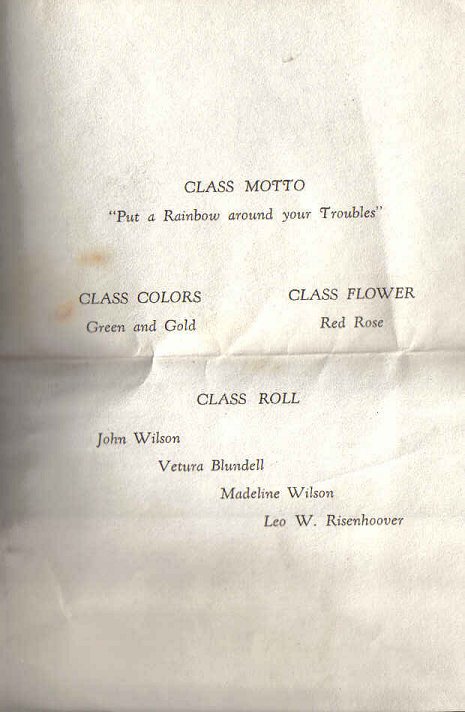 CLASS MOTTO
"Put a Rainbow around your Troubles"
CLASS COLORS
Green and Gold
CLASS FLOWER
Red Rose
CLASS ROLL
John Wilson
Vetura Blundell
Madeline Wilson
Leo W. Risenhoover